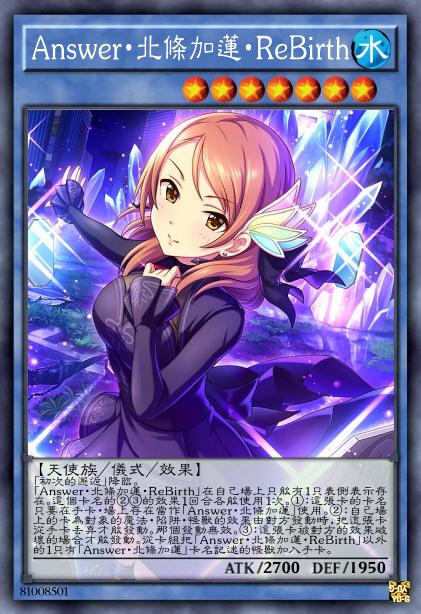 Answer・北條加蓮・ReBirth
水
【天使族／儀式／效果】
「初次的邂逅」降臨。
「Answer・北條加蓮・ReBirth」在自己場上只能有1只表側表示存
在。這個卡名的②③的效果1回合各能使用1次。①：這張卡的卡名
只要在手卡・場上存在當作「Answer・北條加蓮」使用。②：自己場
上的卡為對象的魔法・陷阱・怪獸的效果由對方發動時，把這張卡
從手卡丟棄才能發動。那個發動無效。③：這張卡被對方的效果破
壞的場合才能發動。從卡組把「Answer・北條加蓮・ReBirth」以外
的1只有「Answer・北條加蓮」卡名記述的怪獸加入手卡。
ATK/2700 DEF/1950
81008501